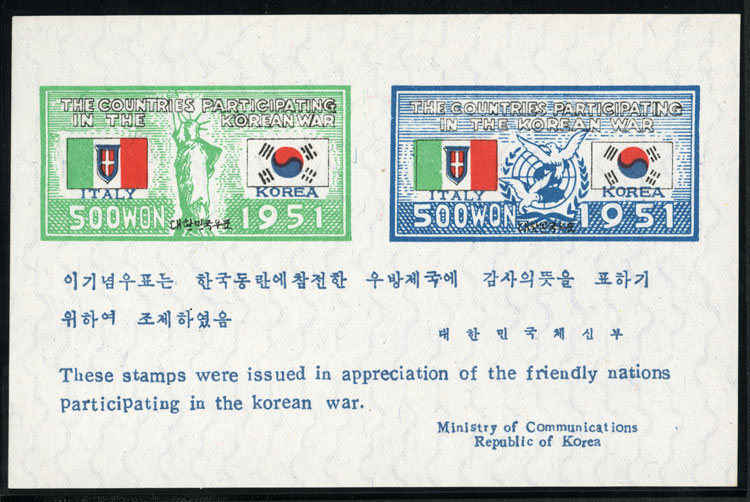 THE COUNTRIES PARTICIPATING
IN THE KOREAN WAR
ITALY KOREA
500WON 대한민국우표 1951
THE COUNTRIES PARTICIPATING
IN THE KOREAN WAR
ITALY KOREA
500WON 대한민국우표 1951
이기념우표는 한국동란에참전한 우방제국에 감사의뜻을 표하기
위하여 조제하였음
대한민국체신부
These stamps were issued in appreciation of the friendly nations
participating in the korean war.
Ministry of Communications
Republic of Korea